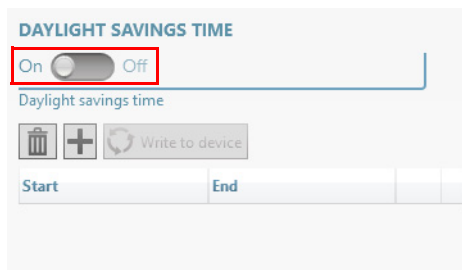 DAYLIGHT SAVINGS TIME
On Off
Daylight savings time
Write to device
Start End